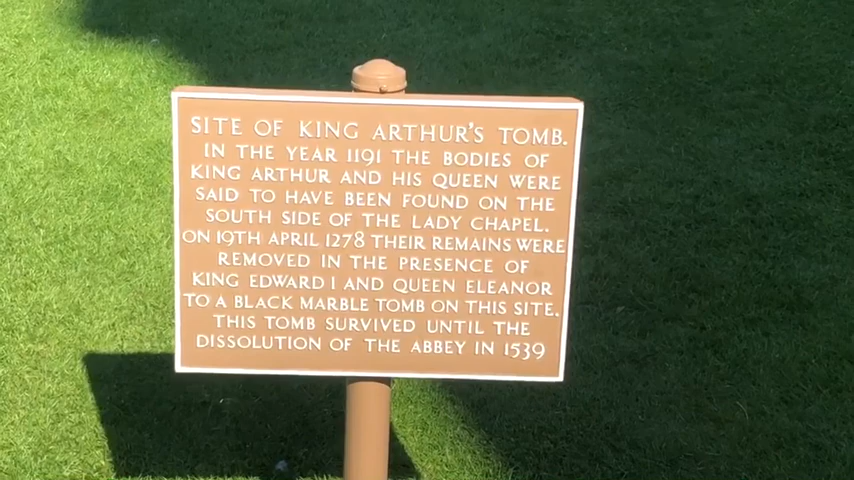 SITE OF KING ARTHUR'S TOMB.
IN THE YEAR 1191 THE BODIES OF
KING ARTHUR AND HIS QUEEN WERE
SAID TO HAVE BEEN FOUND ON THE
SOUTH SIDE OF THE LADY CHAPEL.
ON 19TH APRIL 1278 THEIR REMAINS WERE
REMOVED IN THE PRESENCE OF
KING EDWARD I AND QUEEN ELEANOR
TO A BLACK MARBLE TOMB ON THIS SITE.
THIS TOMB SURVIVED UNTIL THE
DISSOLUTION OF THE ABBEY IN 1539